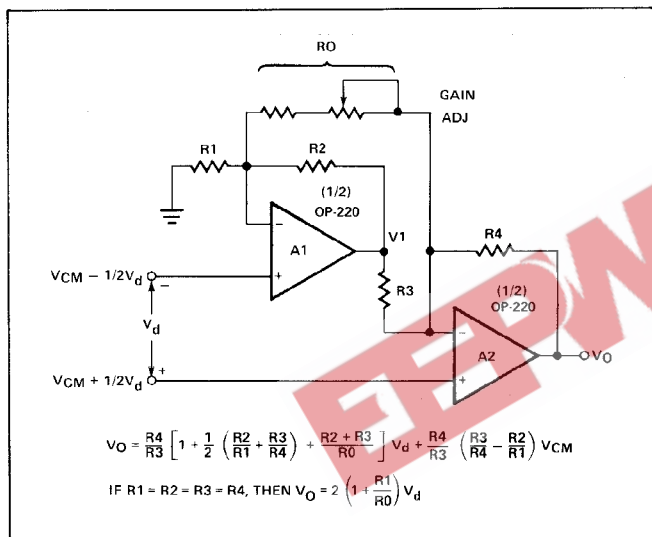 RO
GAIN
ADJ
R1
R2
(1/2)
OP-220
V1
R4
A1
R3
(1/2)
OP-220
VCM − 1/2Vd
−
+
−
Vd
A2
VO
VCM + 1/2Vd
+
−
+
VO = R4/R3 [1 + 1/2 (R2/R1 + R3/R4) + R2 + R3/R0] Vd + R4/R3 (R3/R4 − R2/R1) VCM
IF R1 = R2 = R3 = R4, THEN VO = 2 (1 + R1/R0) Vd
EEPW